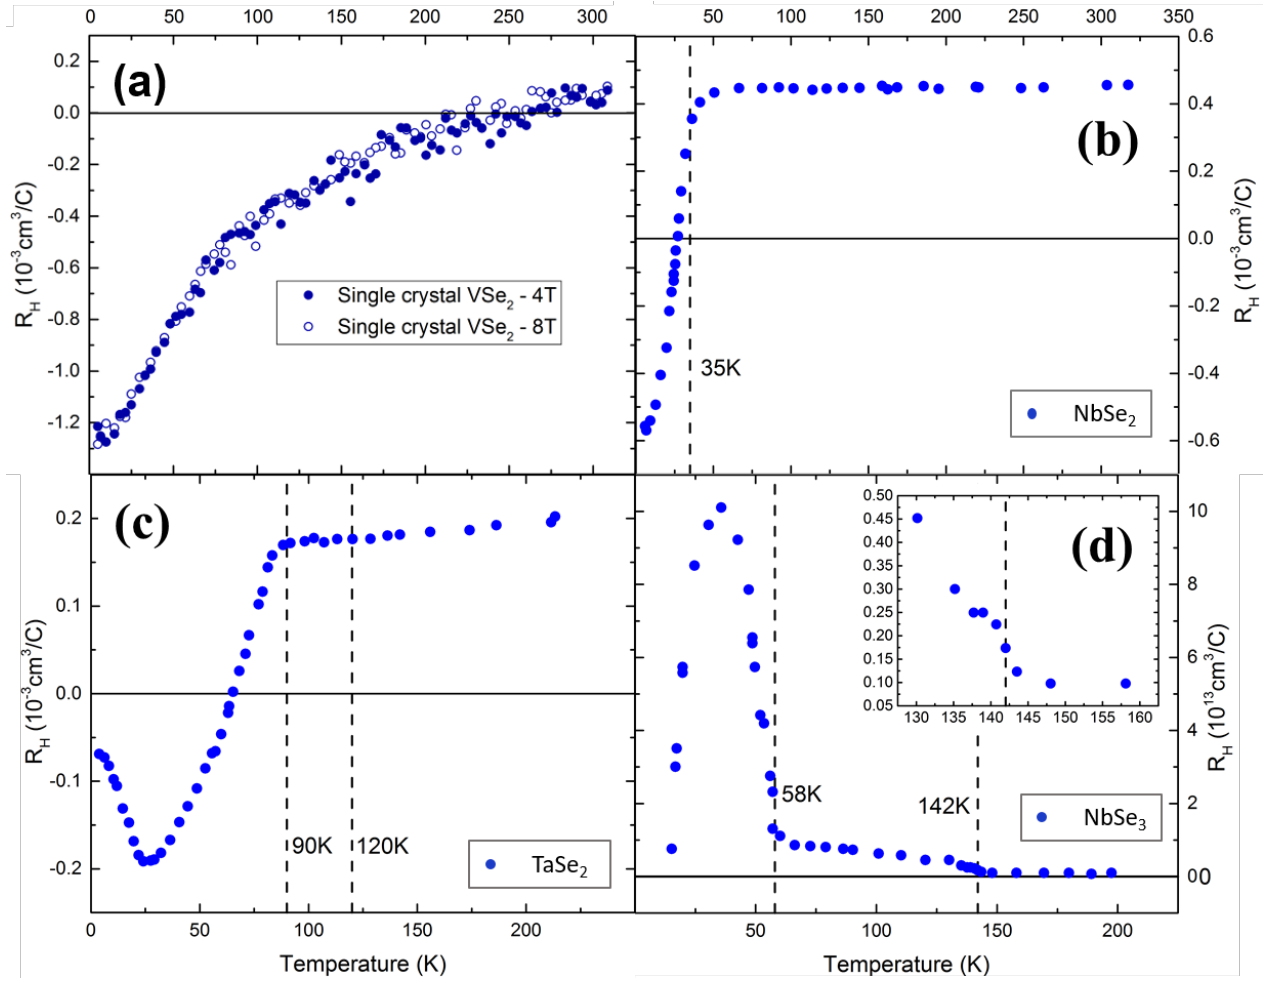 0 50 100 150 200 250 300
50 100 150 200 250 300 350
(a)
0.2
0.0
-0.2
-0.4
-0.6
-0.8
-1.0
-1.2
R_H (10^-3cm^3/C)
Single crystal VSe_2 - 4T
Single crystal VSe_2 - 8T
(b)
0.6
0.4
0.2
0.0
-0.2
-0.4
-0.6
R_H (10^-3cm^3/C)
35K
NbSe_2
(c)
0.2
0.1
0.0
-0.1
-0.2
R_H (10^-3cm^3/C)
90K
120K
TaSe_2
0 50 100 150 200
Temperature (K)
(d)
0.50
0.45
0.40
0.35
0.30
0.25
0.20
0.15
0.10
0.05
130 135 140 145 150 155 160
10
8
6
4
2
00
R_H (10^13cm^3/C)
58K
142K
NbSe_3
50 100 150 200
Temperature (K)